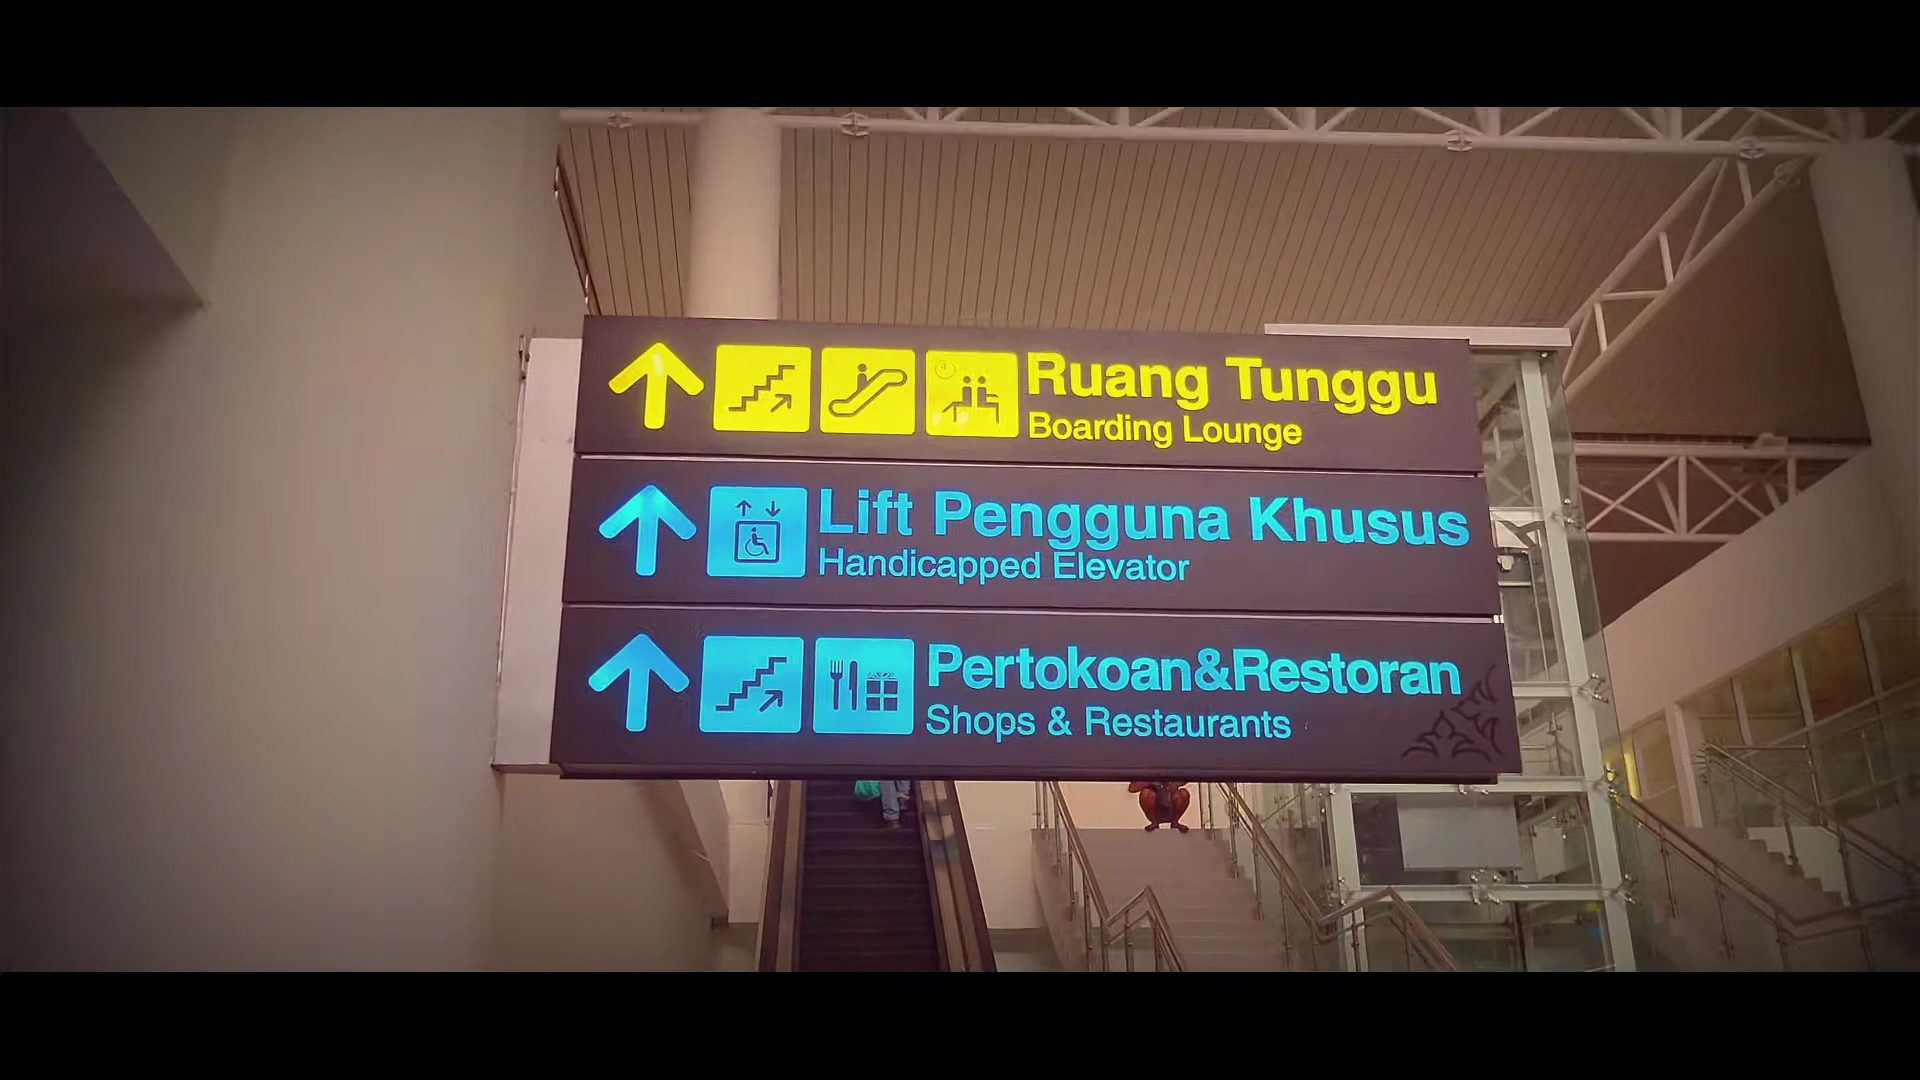 Ruang Tunggu
Boarding Lounge
Lift Pengguna Khusus
Handicapped Elevator
Pertokoan&Restoran
Shops & Restaurants